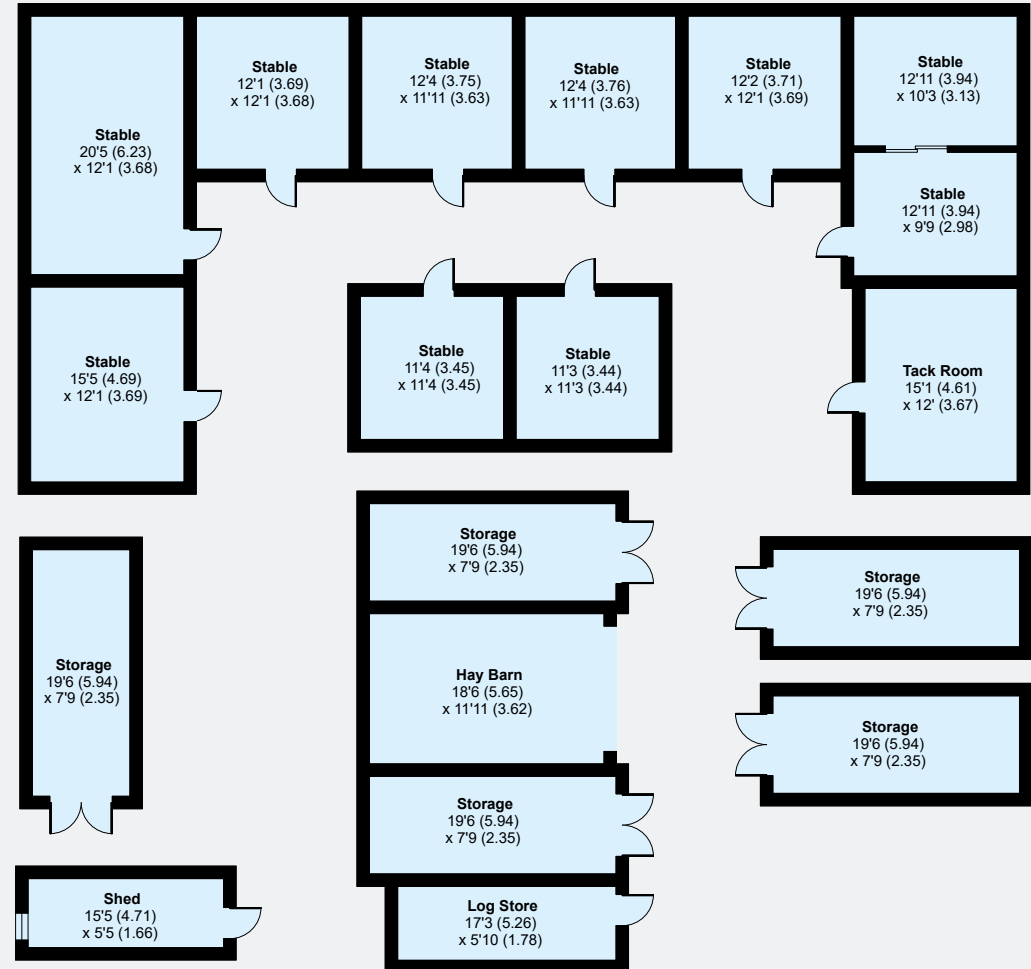 Stable
20'5 (6.23)
x 12'1 (3.68)
Stable
12'1 (3.69)
x 12'1 (3.68)
Stable
12'4 (3.75)
x 11'11 (3.63)
Stable
12'4 (3.76)
x 11'11 (3.63)
Stable
12'2 (3.71)
x 12'1 (3.69)
Stable
12'11 (3.94)
x 10'3 (3.13)
Stable
12'11 (3.94)
x 9'9 (2.98)
Stable
15'5 (4.69)
x 12'1 (3.69)
Stable
11'4 (3.45)
x 11'4 (3.45)
Stable
11'3 (3.44)
x 11'3 (3.44)
Tack Room
15'1 (4.61)
x 12' (3.67)
Storage
19'6 (5.94)
x 7'9 (2.35)
Storage
19'6 (5.94)
x 7'9 (2.35)
Storage
19'6 (5.94)
x 7'9 (2.35)
Hay Barn
18'6 (5.65)
x 11'11 (3.62)
Storage
19'6 (5.94)
x 7'9 (2.35)
Storage
19'6 (5.94)
x 7'9 (2.35)
Shed
15'5 (4.71)
x 5'5 (1.66)
Log Store
17'3 (5.26)
x 5'10 (1.78)